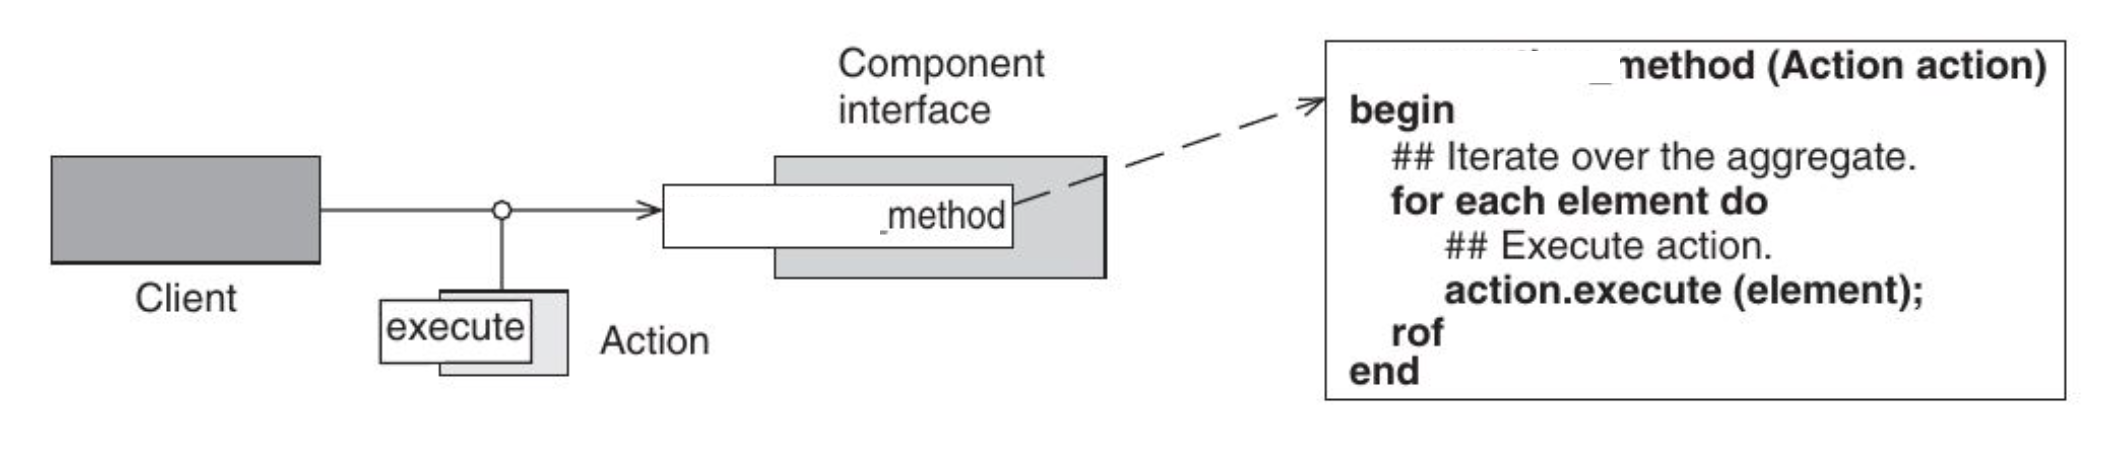 Component
interface
_method
Client
execute
Action
_method (Action action)
begin
## Iterate over the aggregate.
for each element do
## Execute action.
action.execute (element);
rof
end